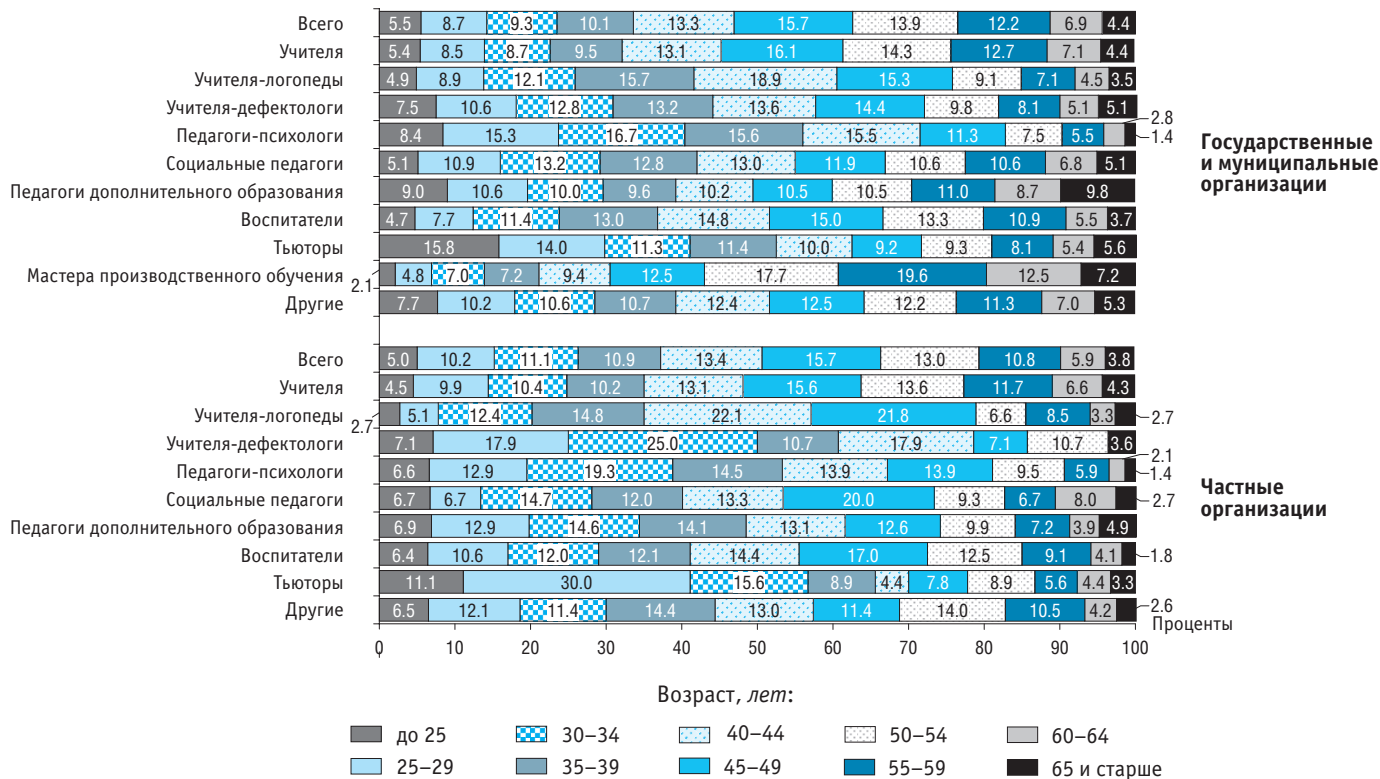 Всего 5.5 8.7 9.3 10.1 13.3 15.7 13.9 12.2 6.9 4.4
Учителя 5.4 8.5 8.7 9.5 13.1 16.1 14.3 12.7 7.1 4.4
Учителя-логопеды 4.9 8.9 12.1 15.7 18.9 15.3 9.1 7.1 4.5 3.5
Учителя-дефектологи 7.5 10.6 12.8 13.2 13.6 14.4 9.8 8.1 5.1 5.1
Педагоги-психологи 8.4 15.3 16.7 15.6 15.5 11.3 7.5 5.5 2.8 1.4
Социальные педагоги 5.1 10.9 13.2 12.8 13.0 11.9 10.6 10.6 6.8 5.1
Педагоги дополнительного образования 9.0 10.6 10.0 9.6 10.2 10.5 10.5 11.0 8.7 9.8
Воспитатели 4.7 7.7 11.4 13.0 14.8 15.0 13.3 10.9 5.5 3.7
Тьюторы 15.8 14.0 11.3 11.4 10.0 9.2 9.3 8.1 5.4 5.6
Мастера производственного обучения 2.1 4.8 7.0 7.2 9.4 12.5 17.7 19.6 12.5 7.2
Другие 7.7 10.2 10.6 10.7 12.4 12.5 12.2 11.3 7.0 5.3
Государственные
и муниципальные
организации
Всего 5.0 10.2 11.1 10.9 13.4 15.7 13.0 10.8 5.9 3.8
Учителя 4.5 9.9 10.4 10.2 13.1 15.6 13.6 11.7 6.6 4.3
Учителя-логопеды 2.7 5.1 12.4 14.8 22.1 21.8 6.6 8.5 3.3 2.7
Учителя-дефектологи 7.1 17.9 25.0 10.7 17.9 7.1 10.7 3.6
Педагоги-психологи 6.6 12.9 19.3 14.5 13.9 13.9 9.5 5.9 2.1 1.4
Социальные педагоги 6.7 6.7 14.7 12.0 13.3 20.0 9.3 6.7 8.0 2.7
Педагоги дополнительного образования 6.9 12.9 14.6 14.1 13.1 12.6 9.9 7.2 3.9 4.9
Воспитатели 6.4 10.6 12.0 12.1 14.4 17.0 12.5 9.1 4.1 1.8
Тьюторы 11.1 30.0 15.6 8.9 4.4 7.8 8.9 5.6 4.4 3.3
Другие 6.5 12.1 11.4 14.4 13.0 11.4 14.0 10.5 4.2 2.6
Частные
организации
Проценты
0 10 20 30 40 50 60 70 80 90 100
Возраст, лет:
до 25 30–34 40–44 50–54 60–64
25–29 35–39 45–49 55–59 65 и старше